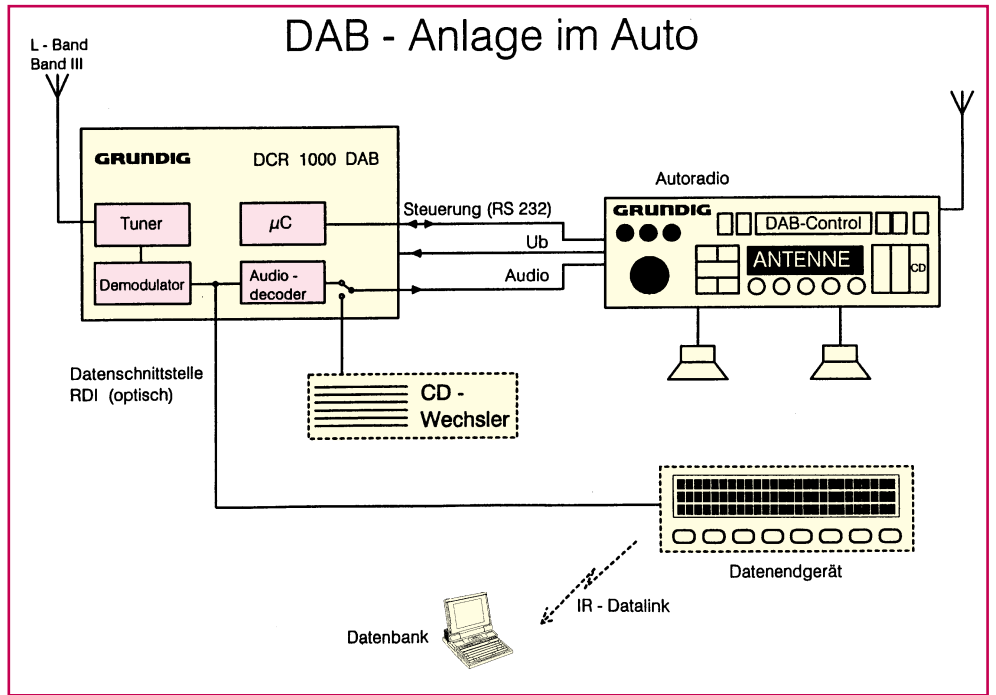 DAB - Anlage im Auto
L - Band
Band III
GRUNDIG
DCR 1000 DAB
Tuner
µC
Demodulator
Audio -
decoder
Steuerung (RS 232)
Ub
Audio
Autoradio
GRUNDIG
DAB-Control
ANTENNE
CD
Datenschnittstelle
RDI (optisch)
CD -
Wechsler
Datenendgerät
IR - Datalink
Datenbank